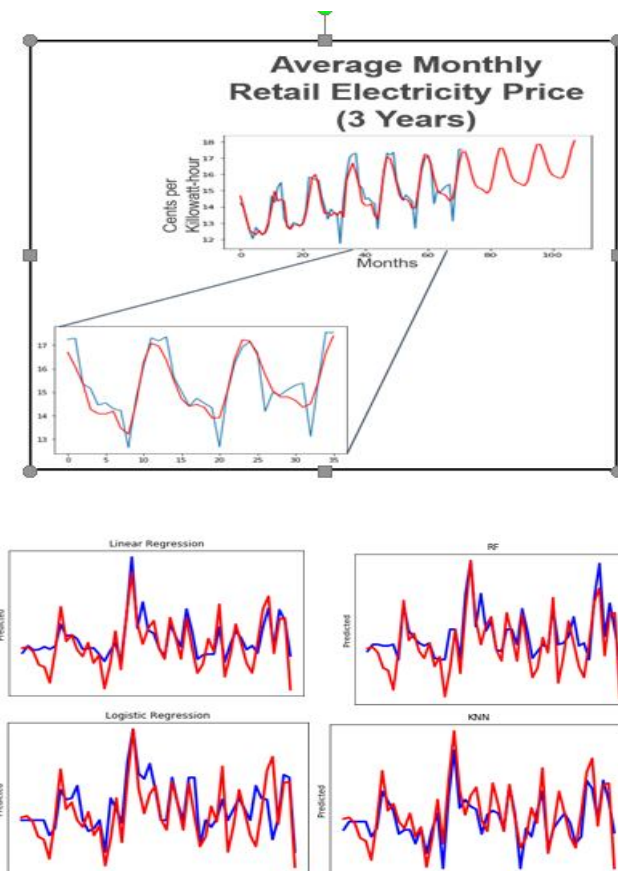 Average Monthly
Retail Electricity Price
(3 Years)
Cents per
Killowatt-hour
18
17
16
15
14
13
12
0 20 40 60 80 100
Months
17
16
15
14
13
0 5 10 15 20 25 30 35
Linear Regression
RF
Predicted
Predicted
Logistic Regression
KNN
Predicted
Predicted